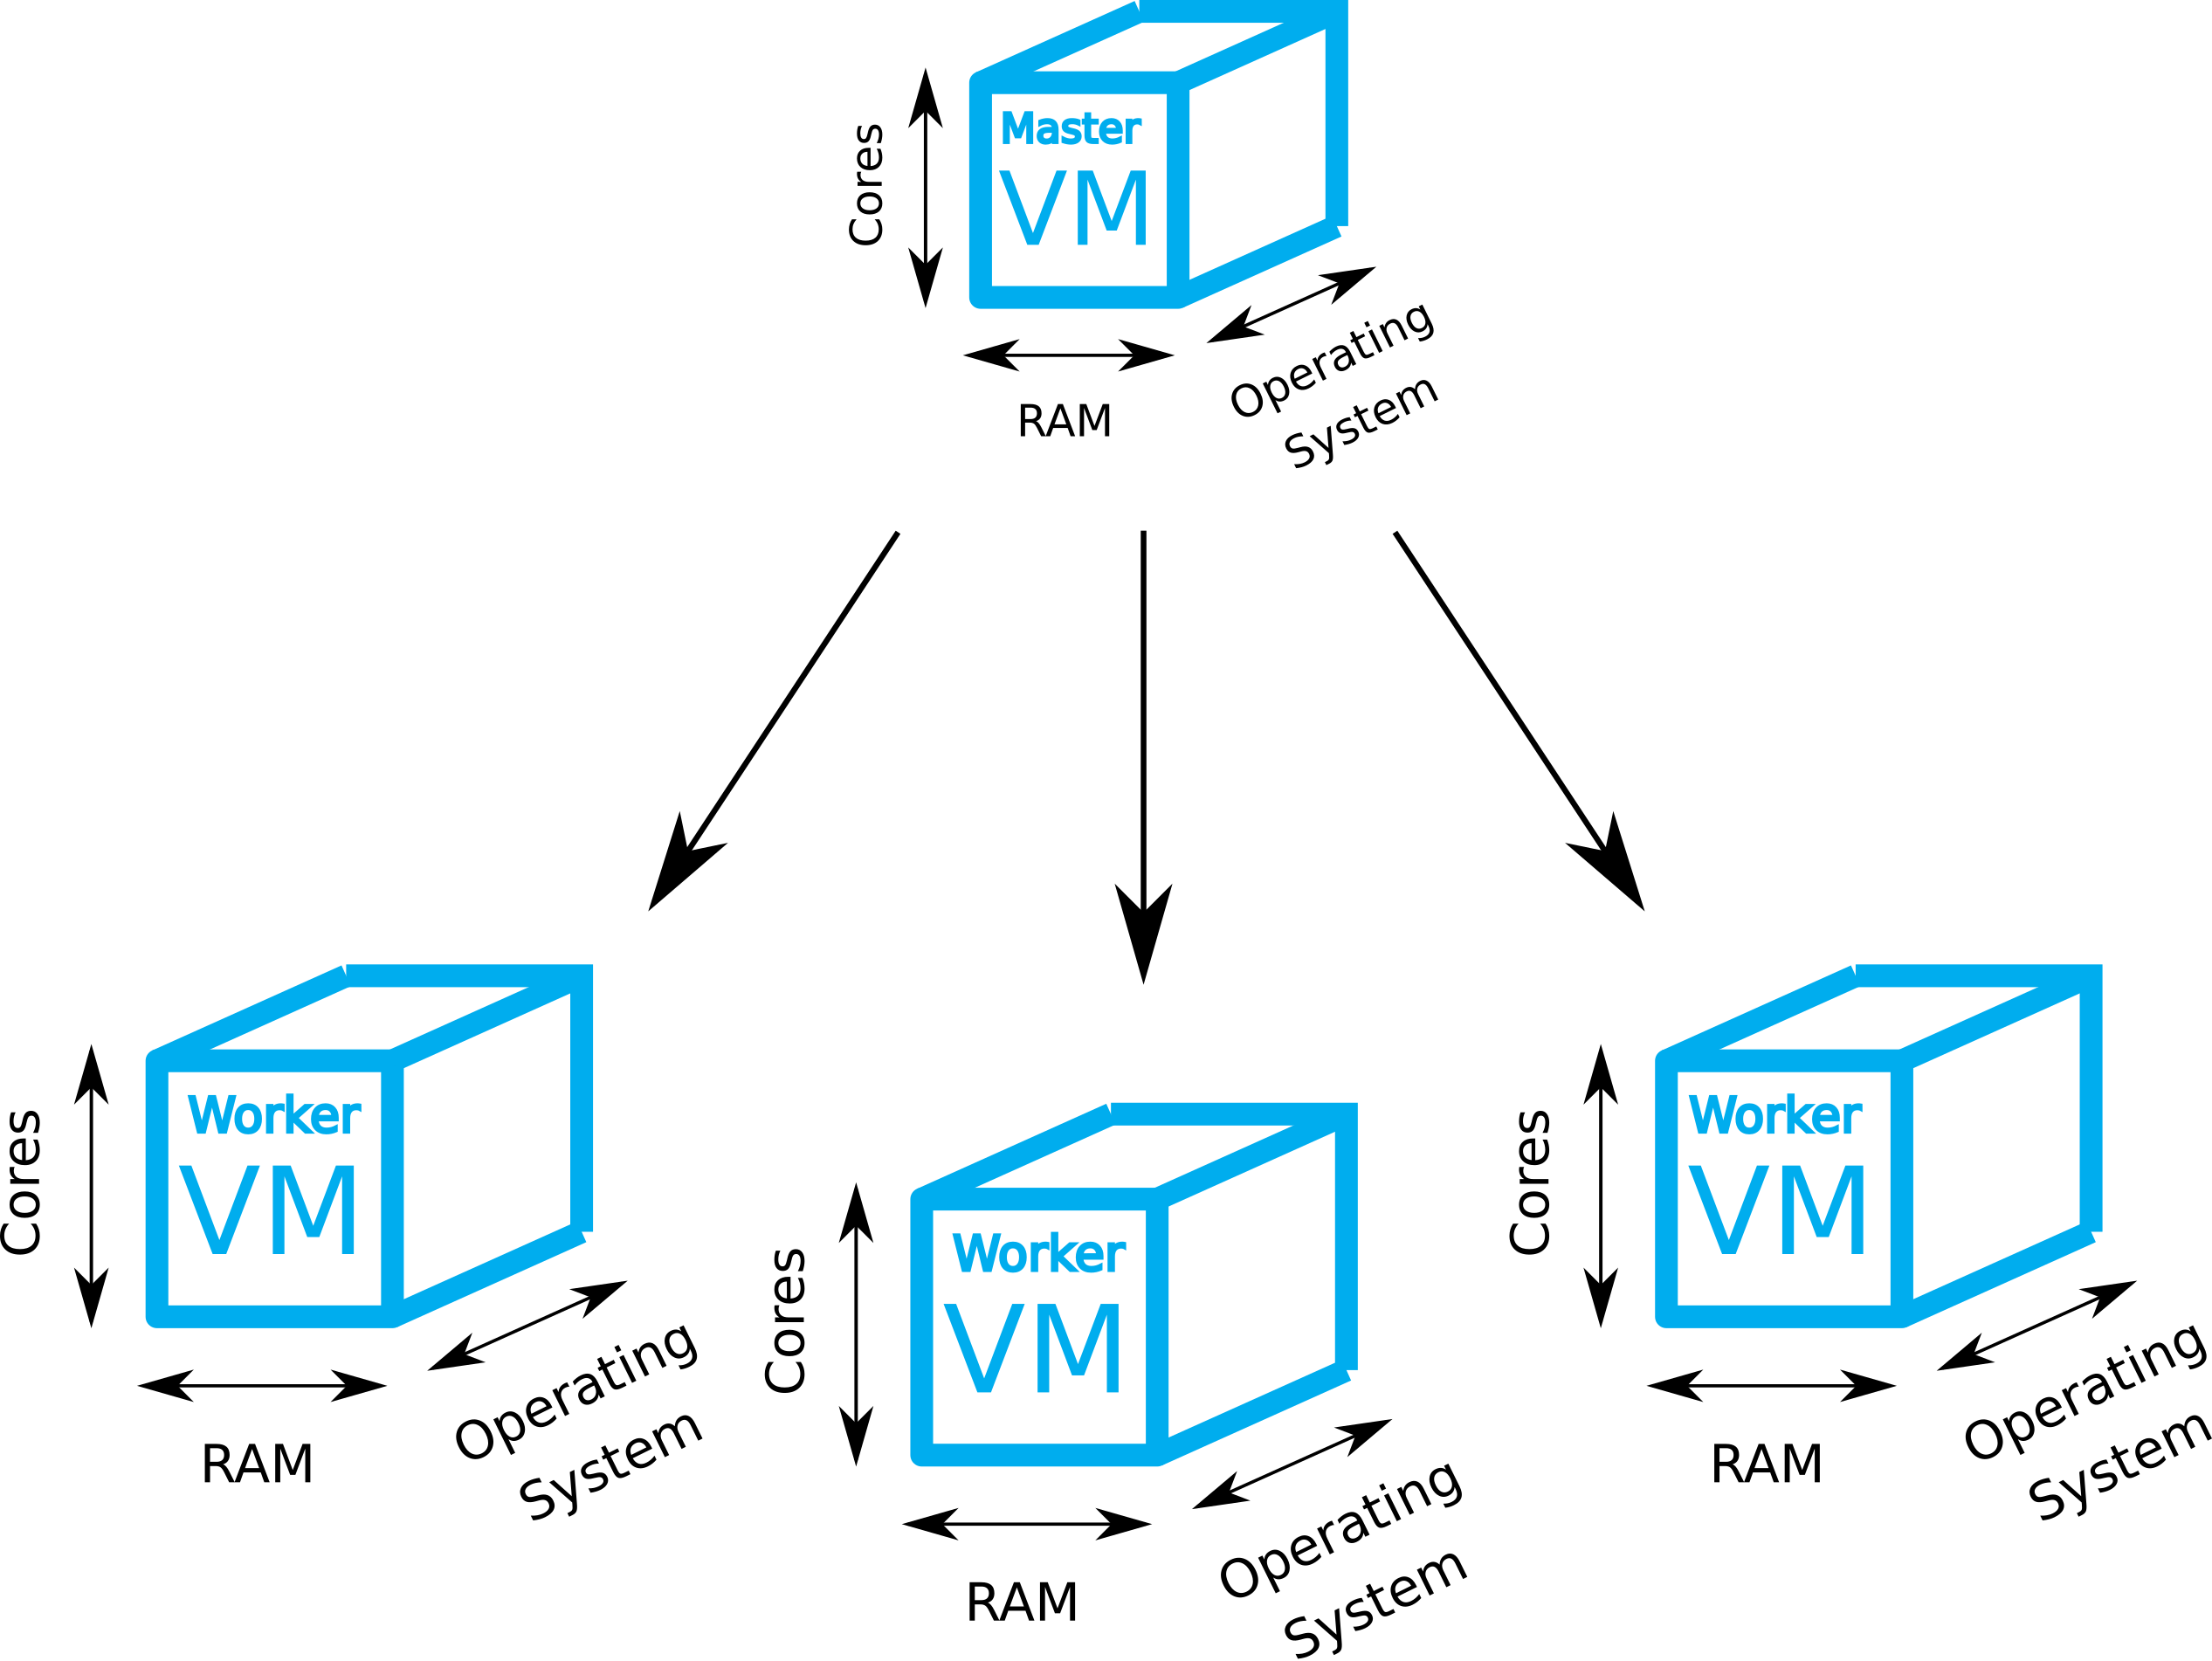 Master
VM
Cores
RAM
Operating
System
Worker
VM
Cores
RAM
Operating
System
Worker
VM
Cores
RAM
Operating
System
Worker
VM
Cores
RAM
Operating
System